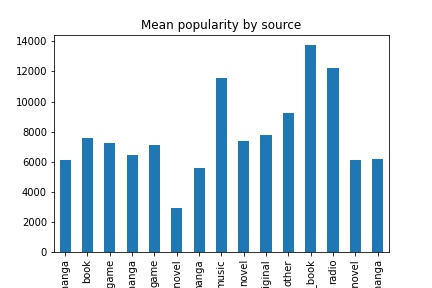 Mean popularity by source
14000
12000
10000
8000
6000
4000
2000
0
book
game
game
novel
music
novel
other
book
radio
novel